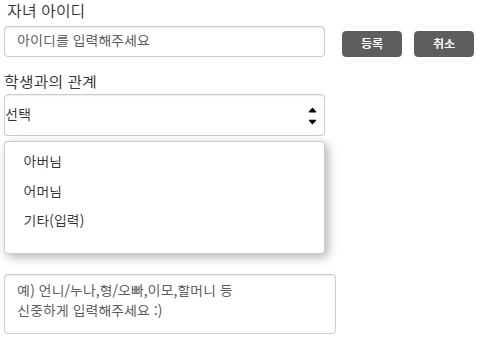 자녀 아이디
아이디를 입력해주세요 등록 취소
학생과의 관계
선택
아버님
어머님
기타(입력)
예) 언니/누나,형/오빠,이모,할머니 등
신중하게 입력해주세요 :)